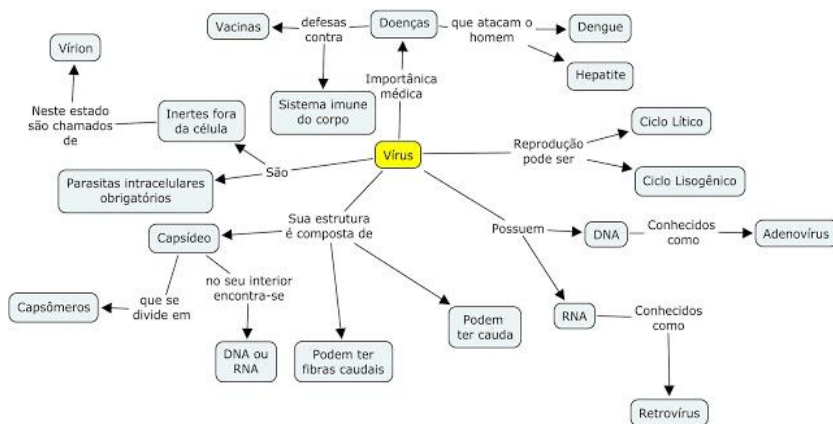 Vacinas
defesas
contra
Doenças
que atacam o
homem
Dengue
Hepatite
Vírion
Importânica
médica
Neste estado
são chamados
de
Inertes fora
da célula
Sistema imune
do corpo
Vírus
Reprodução
pode ser
Ciclo Lítico
Ciclo Lisogênico
São
Parasitas intracelulares
obrigatórios
Sua estrutura
é composta de
Possuem
DNA
Conhecidos
como
Adenovírus
Capsídeo
no seu interior
encontra-se
que se
divide em
Capsômeros
DNA ou
RNA
Podem ter
fibras caudais
Podem
ter cauda
RNA
Conhecidos
como
Retrovírus